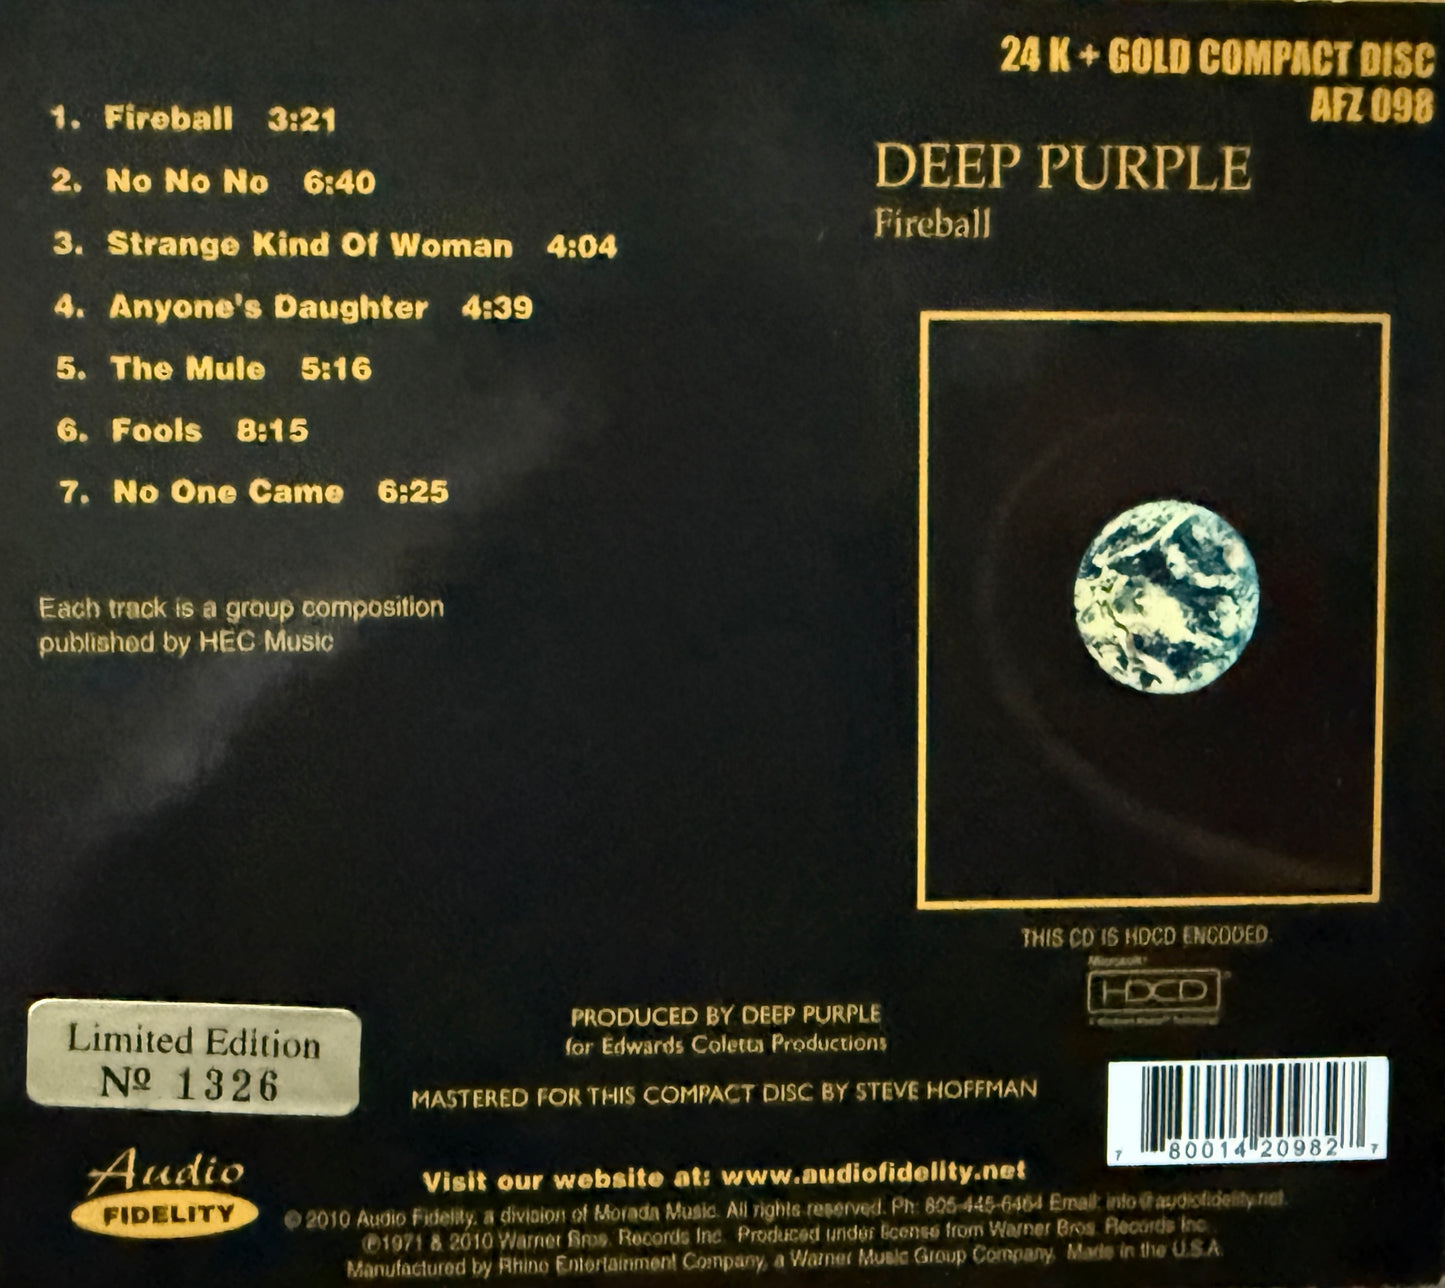 24 K + GOLD COMPACT DISC
AFZ 098
DEEP PURPLE
Fireball
1. Fireball 3:21
2. No No No 6:40
3. Strange Kind Of Woman 4:04
4. Anyone's Daughter 4:39
5. The Mule 5:16
6. Fools 8:15
7. No One Came 6:25
Each track is a group composition
published by HEC Music
THIS CD IS HDCD ENCODED.
Microsoft
HDCD
Limited Edition
Nº 1326
PRODUCED BY DEEP PURPLE
for Edwards Coletta Productions
MASTERED FOR THIS COMPACT DISC BY STEVE HOFFMAN
7 80014 20982 7
Audio
FIDELITY
Visit our website at: www.audiofidelity.net
© 2010 Audio Fidelity, a division of Morada Music. All rights reserved. Ph: 805-445-6464 Email: info@audiofidelity.net.
℗1971 & 2010 Warner Bros. Records Inc. Produced under license from Warner Bros. Records Inc.
Manufactured by Rhino Entertainment Company, a Warner Music Group Company. Made in the U.S.A.